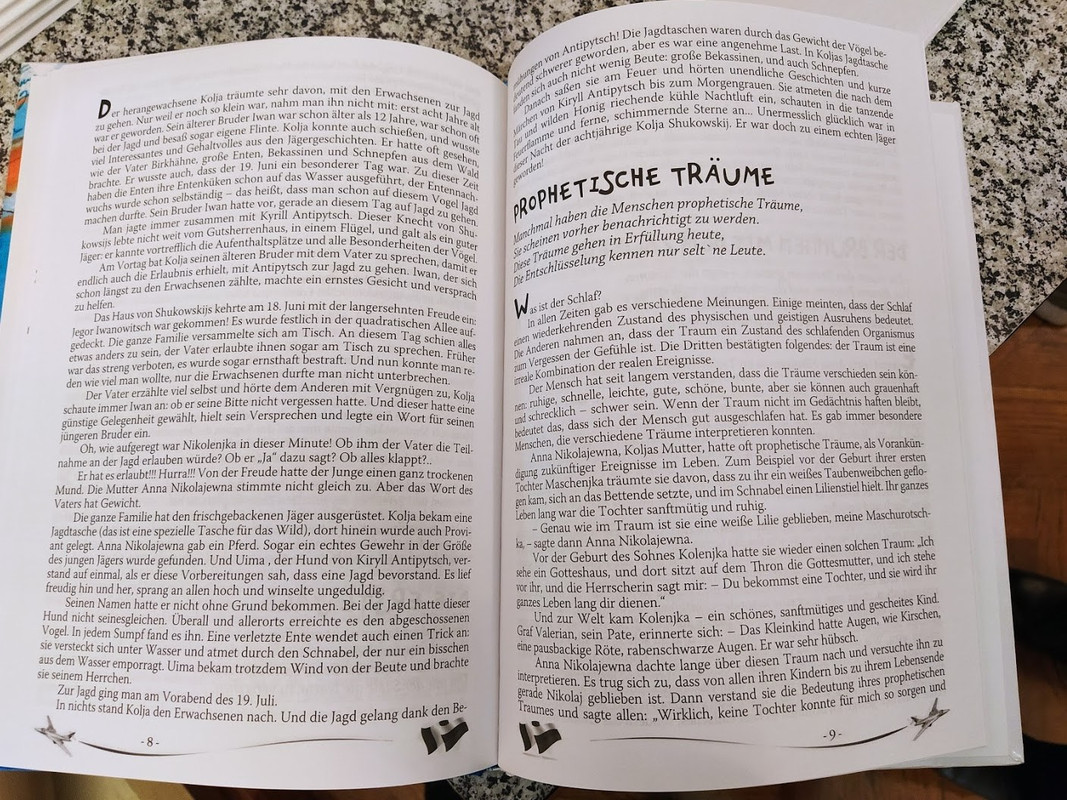 Der herangewachsene Kolja träumte sehr davon, mit den Erwachsenen zur Jagd
zu gehen. Nur weil er noch so klein war, nahm man ihn nicht mit: erst acht Jahre alt
war er geworden. Sein älterer Bruder Iwan war schon älter als 12 Jahre, war schon oft
bei der Jagd und besaß sogar eigene Flinte. Kolja konnte auch schießen, und wusste
viel Interessantes und Gehaltvolles aus den Jägergeschichten. Er hatte oft gesehen,
wie der Vater Birkhähne, große Enten, Bekassinen und Schnepfen aus dem Wald
brachte. Er wusste auch, dass der 19. Juni ein besonderer Tag war. Zu dieser Zeit
haben die Enten ihre Entenküken schon auf das Wasser ausgeführt, der Entennach-
wuchs wurde schon selbständig – das heißt, dass man schon auf diesem Vogel Jagd
machen durfte. Sein Bruder Iwan hatte vor, gerade an diesem Tag auf Jagd zu gehen.
Man jagte immer zusammen mit Kyrill Antipytsch. Dieser Knecht von Shu-
kowsijs lebte nicht weit vom Gutsherrenhaus, in einem Flügel, und galt als ein guter
Jäger: er kannte vortrefflich die Aufenthaltsplätze und alle Besonderheiten der Vögel.
Am Vortag bat Kolja seinen älteren Bruder mit dem Vater zu sprechen, damit er
endlich auch die Erlaubnis erhielt, mit Antipytsch zur Jagd zu gehen. Iwan, der sich
schon längst zu den Erwachsenen zählte, machte ein ernstes Gesicht und versprach
zu helfen.
Das Haus von Shukowskijs kehrte am 18. Juni mit der langersehnten Freude ein:
Jegor Iwanowitsch war gekommen! Es wurde festlich in der quadratischen Allee auf-
gedeckt. Die ganze Familie versammelte sich am Tisch. An diesem Tag schien alles
etwas anders zu sein, der Vater erlaubte ihnen sogar am Tisch zu sprechen. Früher
war das streng verboten, es wurde sogar ernsthaft bestraft. Und nun konnte man re-
den wie viel man wollte, nur die Erwachsenen durfte man nicht unterbrechen.
Der Vater erzählte viel selbst und hörte dem Anderen mit Vergnügen zu, Kolja
schaute immer Iwan an: ob er seine Bitte nicht vergessen hatte. Und dieser hatte eine
günstige Gelegenheit gewählt, hielt sein Versprechen und legte ein Wort für seinen
jüngeren Bruder ein.
Oh, wie aufgeregt war Nikolenjka in dieser Minute! Ob ihm der Vater die Teil-
nahme an der Jagd erlauben würde? Ob er „Ja“ dazu sagt? Ob alles klappt?..
Er hat es erlaubt!!! Hurra!!! Von der Freude hatte der Junge einen ganz trockenen
Mund. Die Mutter Anna Nikolajewna stimmte nicht gleich zu. Aber das Wort des
Vaters hat Gewicht.
Die ganze Familie hat den frischgebackenen Jäger ausgerüstet. Kolja bekam eine
Jagdtasche (das ist eine spezielle Tasche für das Wild), dort hinein wurde auch Provi-
ant gelegt. Anna Nikolajewna gab ein Pferd. Sogar ein echtes Gewehr in der Größe
des jungen Jägers wurde gefunden. Und Uima , der Hund von Kiryll Antipytsch, ver-
stand auf einmal, als er diese Vorbereitungen sah, dass eine Jagd bevorstand. Es lief
freudig hin und her, sprang an allen hoch und winselte ungeduldig.
Seinen Namen hatte er nicht ohne Grund bekommen. Bei der Jagd hatte dieser
Hund nicht seinesgleichen. Überall und allerorts erreichte es den abgeschossenen
Vogel. In jedem Sumpf fand es ihn. Eine verletzte Ente wendet auch einen Trick an:
sie versteckt sich unter Wasser und atmet durch den Schnabel, der nur ein bisschen
aus dem Wasser emporragt. Uima bekam trotzdem Wind von der Beute und brachte
sie seinem Herrchen.
Zur Jagd ging man am Vorabend des 19. Juli.
In nichts stand Kolja den Erwachsenen nach. Und die Jagd gelang dank den Be-
- 8 -
mühungen von Antipytsch! Die Jagdtaschen waren durch das Gewicht der Vögel be-
deutend schwerer geworden, aber es war eine angenehme Last. In Koljas Jagdtasche
fanden sich auch nicht wenig Beute: große Bekassinen, und auch Schnepfen.
Danach saßen sie am Feuer und hörten unendliche Geschichten und kurze
Märchen von Kiryll Antipytsch bis zum Morgengrauen. Sie atmeten die nach dem
Tau und wilden Honig riechende kühle Nachtluft ein, schauten in die tanzende
Feuerflamme und ferne, schimmernde Sterne an... Unermesslich glücklich war in
dieser Nacht der achtjährige Kolja Shukowskij. Er war doch zu einem echten Jäger
geworden!
PROPHETISCHE TRÄUME
Manchmal haben die Menschen prophetische Träume,
Sie scheinen vorher benachrichtigt zu werden.
Diese Träume gehen in Erfüllung heute,
Die Entschlüsselung kennen nur selt`ne Leute.
Was ist der Schlaf?
In allen Zeiten gab es verschiedene Meinungen. Einige meinten, dass der Schlaf
einen wiederkehrenden Zustand des physischen und geistigen Ausruhens bedeutet.
Die Anderen nahmen an, dass der Traum ein Zustand des schlafenden Organismus
zum Vergessen der Gefühle ist. Die Dritten bestätigten folgendes: der Traum ist eine
irreale Kombination der realen Ereignisse.
Der Mensch hat seit langem verstanden, dass die Träume verschieden sein kön-
nen: ruhige, schnelle, leichte, gute, schöne, bunte, aber sie können auch grauenhaft
und schrecklich – schwer sein. Wenn der Traum nicht im Gedächtnis haften bleibt,
bedeutet das, dass sich der Mensch gut ausgeschlafen hat. Es gab immer besondere
Menschen, die verschiedene Träume interpretieren konnten.
Anna Nikolajewna, Koljas Mutter, hatte oft prophetische Träume, als Vorankün-
digung zukünftiger Ereignisse im Leben. Zum Beispiel vor der Geburt ihrer ersten
Tochter Maschenjka träumte sie davon, dass zu ihr ein weißes Taubenweibchen geflo-
gen kam, sich an das Bettende setzte, und im Schnabel einen Lilienstiel hielt. Ihr ganzes
Leben lang war die Tochter sanftmütig und ruhig.
– Genau wie im Traum ist sie eine weiße Lilie geblieben, meine Maschurotsch-
ka, – sagte dann Anna Nikolajewna.
Vor der Geburt des Sohnes Kolenjka hatte sie wieder einen solchen Traum: „Ich
sehe ein Gotteshaus, und dort sitzt auf dem Thron die Gottesmutter, und ich stehe
vor ihr, und die Herrscherin sagt mir: – Du bekommst eine Tochter, und sie wird ihr
ganzes Leben lang dir dienen.“
Und zur Welt kam Kolenjka – ein schönes, sanftmütiges und gescheites Kind.
Graf Valerian, sein Pate, erinnerte sich: – Das Kleinkind hatte Augen, wie Kirschen,
eine pausbackige Röte, rabenschwarze Augen. Er war sehr hübsch.
Anna Nikolajewna dachte lange über diesen Traum nach und versuchte ihn zu
interpretieren. Es trug sich zu, dass von allen ihren Kindern bis zu ihrem Lebensende
gerade Nikolaj geblieben ist. Dann verstand sie die Bedeutung ihres prophetischen
Traumes und sagte allen: „Wirklich, keine Tochter konnte für mich so sorgen und
- 9 -